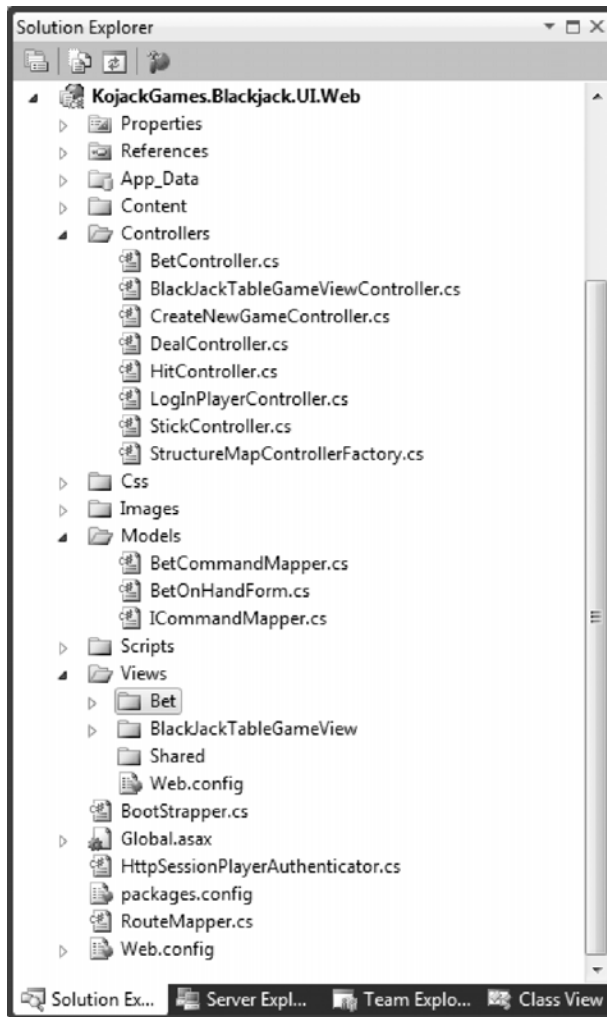 Solution Explorer
KojackGames.Blackjack.UI.Web
Properties
References
App_Data
Content
Controllers
BetController.cs
BlackJackTableGameViewController.cs
CreateNewGameController.cs
DealController.cs
HitController.cs
LogInPlayerController.cs
StickController.cs
StructureMapControllerFactory.cs
Css
Images
Models
BetCommandMapper.cs
BetOnHandForm.cs
ICommandMapper.cs
Scripts
Views
Bet
BlackJackTableGameView
Shared
Web.config
BootStrapper.cs
Global.asax
HttpSessionPlayerAuthenticator.cs
packages.config
RouteMapper.cs
Web.config
Solution Ex... Server Expl... Team Explo... Class View